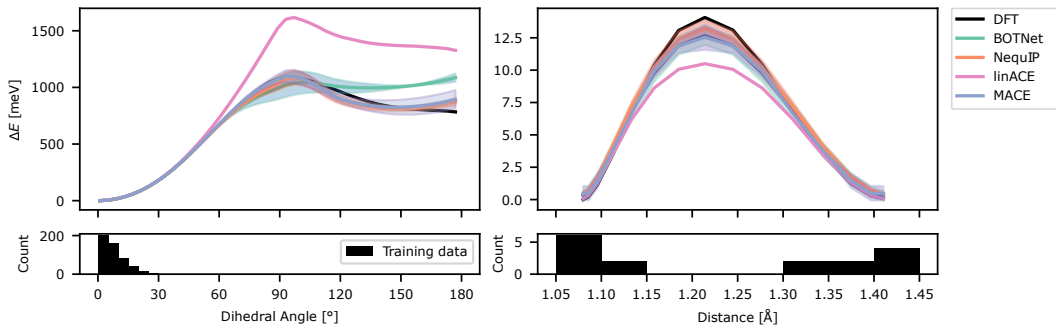 1500
1000
500
0
ΔE [meV]
12.5
10.0
7.5
5.0
2.5
0.0
DFT
BOTNet
NequIP
linACE
MACE
200
0
Count
Training data
0 30 60 90 120 150 180
Dihedral Angle [°]
5
0
Count
1.05 1.10 1.15 1.20 1.25 1.30 1.35 1.40 1.45
Distance [Å]